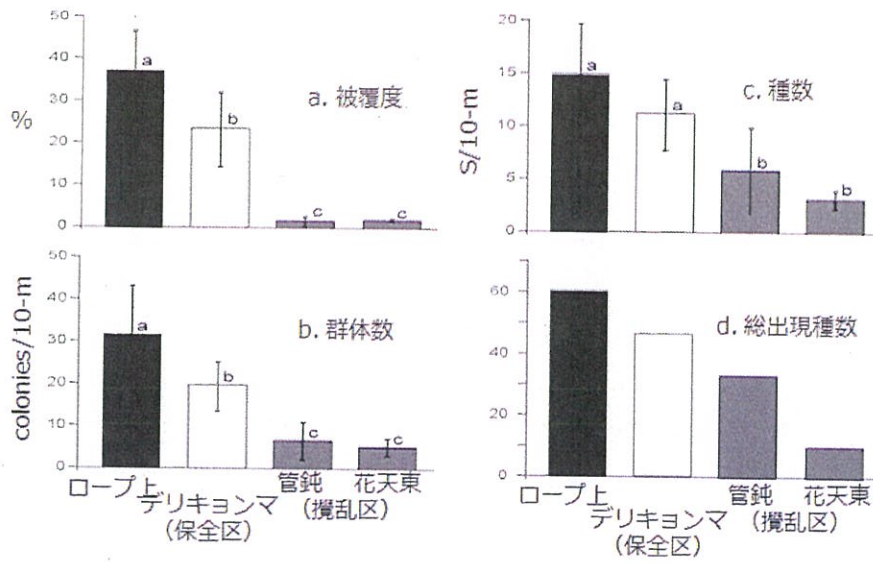 %
50
40
30
20
10
0
a
b
c
c
a. 被覆度
S/10-m
20
15
10
5
0
a
a
b
b
c. 種数
colonies/10-m
50
40
30
20
10
0
a
b
c
c
b. 群体数
60
40
20
0
d. 総出現種数
ロープ上
デリキョンマ
(保全区)
管鈍
花天東
(攪乱区)
ロープ上
デリキョンマ
(保全区)
管鈍
花天東
(攪乱区)